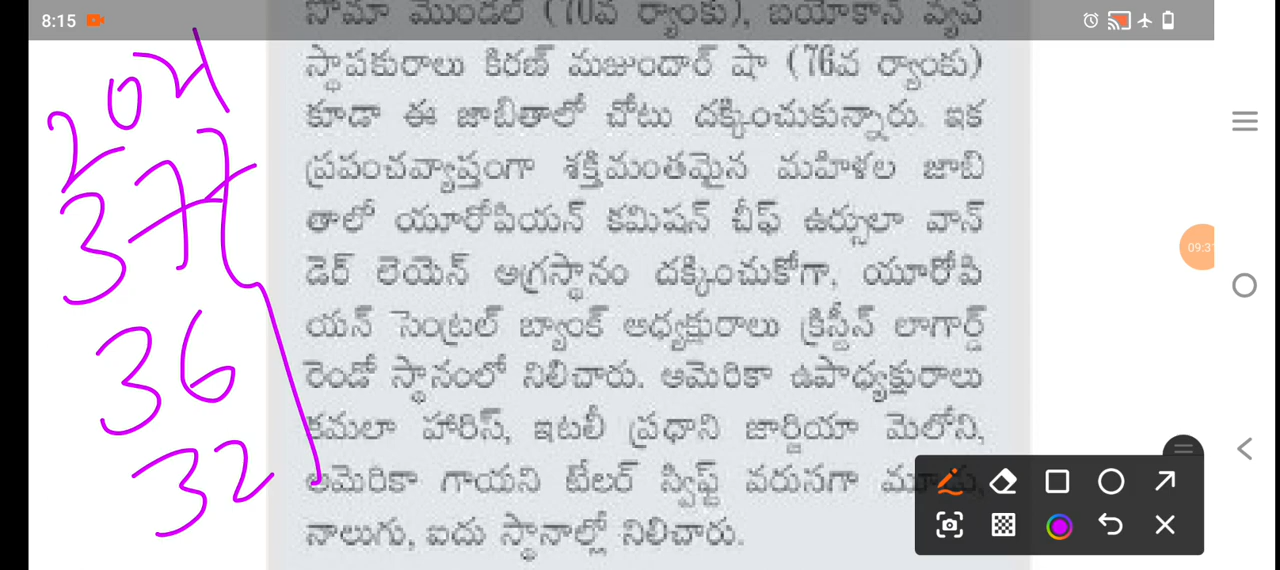 8:15
సోమా మొండల్ (70వ ర్యాంకు), బయోకాన్ వ్యవ
స్థాపకురాలు కిరణ్ మజుందార్ షా (76వ ర్యాంకు)
కూడా ఈ జాబితాలో చోటు దక్కించుకున్నారు. ఇక
ప్రపంచవ్యాప్తంగా శక్తిమంతమైన మహిళల జాబి
తాలో యూరోపియన్ కమిషన్ చీఫ్ ఉర్సులా వాన్
డెర్ లెయెన్ అగ్రస్థానం దక్కించుకోగా, యూరోపి
యన్ సెంట్రల్ బ్యాంక్ అధ్యక్షురాలు క్రిస్టీన్ లాగార్డ్
రెండో స్థానంలో నిలిచారు. అమెరికా ఉపాధ్యక్షురాలు
కమలా హారిస్, ఇటలీ ప్రధాని జార్జియా మెలోని,
అమెరికా గాయని టేలర్ స్విఫ్ట్ వరుసగా మూడు,
నాలుగు, ఐదు స్థానాల్లో నిలిచారు.
36
32